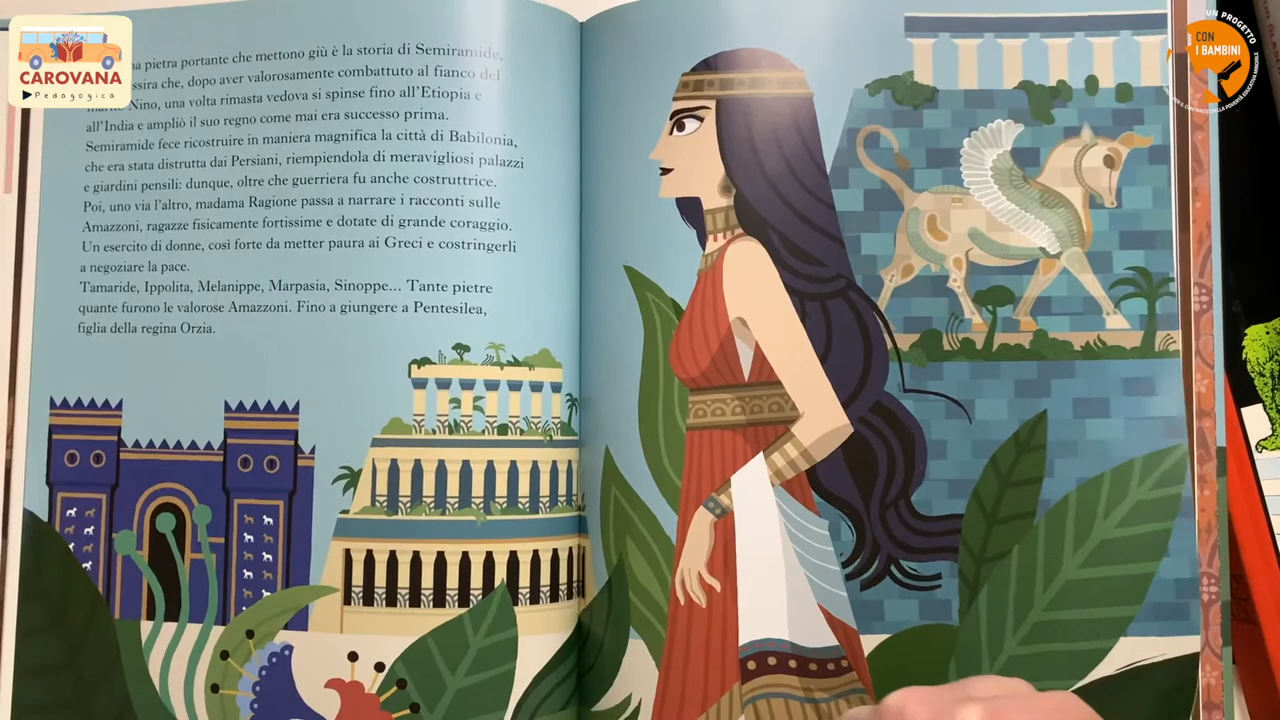 CAROVANA
Pedagogica
UN PROGETTO
CON
I BAMBINI
pietra portante che mettono giù è la storia di Semiramide,
che, dopo aver valorosamente combattuto al fianco del
Nino, una volta rimasta vedova si spinse fino all'Etiopia e
all'India e ampliò il suo regno come mai era successo prima.
Semiramide fece ricostruire in maniera magnifica la città di Babilonia,
che era stata distrutta dai Persiani, riempiendola di meravigliosi palazzi
e giardini pensili: dunque, oltre che guerriera fu anche costruttrice.
Poi, uno via l'altro, madama Ragione passa a narrare i racconti sulle
Amazzoni, ragazze fisicamente fortissime e dotate di grande coraggio.
Un esercito di donne, così forte da metter paura ai Greci e costringerli
a negoziare la pace.
Tamaride, Ippolita, Melanippe, Marpasia, Sinoppe... Tante pietre
quante furono le valorose Amazzoni. Fino a giungere a Pentesilea,
figlia della regina Orzia.